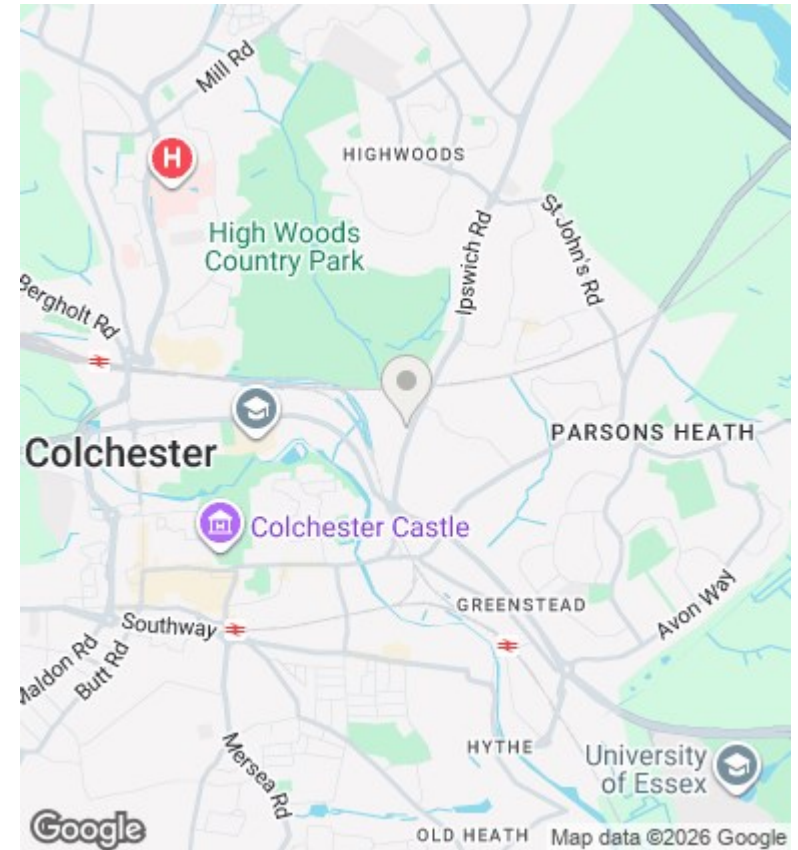 Mill Rd
HIGHWOODS
H
High Woods
Country Park
Ipswich Rd
St John's Rd
Bergholt Rd
Colchester
PARSONS HEATH
Colchester Castle
GREENSTEAD
Avon Way
Southway
Maldon Rd
Butt Rd
Mersea Rd
HYTHE
University
of Essex
Google
OLD HEATH
Map data ©2026 Google